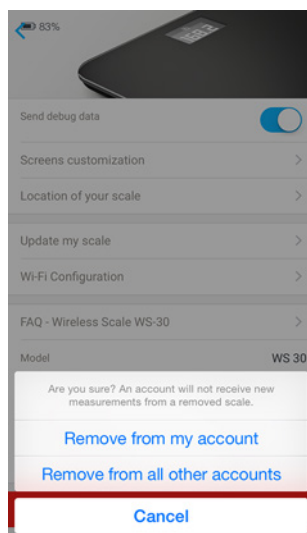 83%
Send debug data
Screens customization
Location of your scale
Update my scale
Wi-Fi Configuration
FAQ - Wireless Scale WS-30
Model WS 30
Are you sure? An account will not receive new
measurements from a removed scale.
Remove from my account
Remove from all other accounts
Cancel